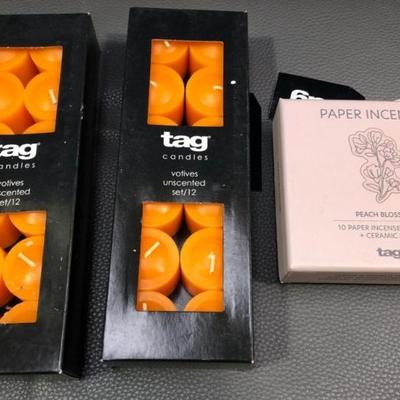 tag
candles
votives
unscented
set/12
tag
candles
votives
unscented
set/12
PAPER INCEN
PEACH BLOSS
10 PAPER INCENSE
+ CERAMIC
tag